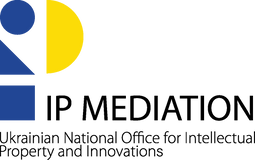 IP MEDIATION
Ukrainian National Office for Intellectual
Property and Innovations